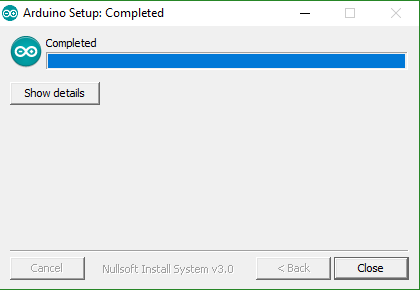 Arduino Setup: Completed
Completed
Show details
Cancel
Nullsoft Install System v3.0
< Back
Close